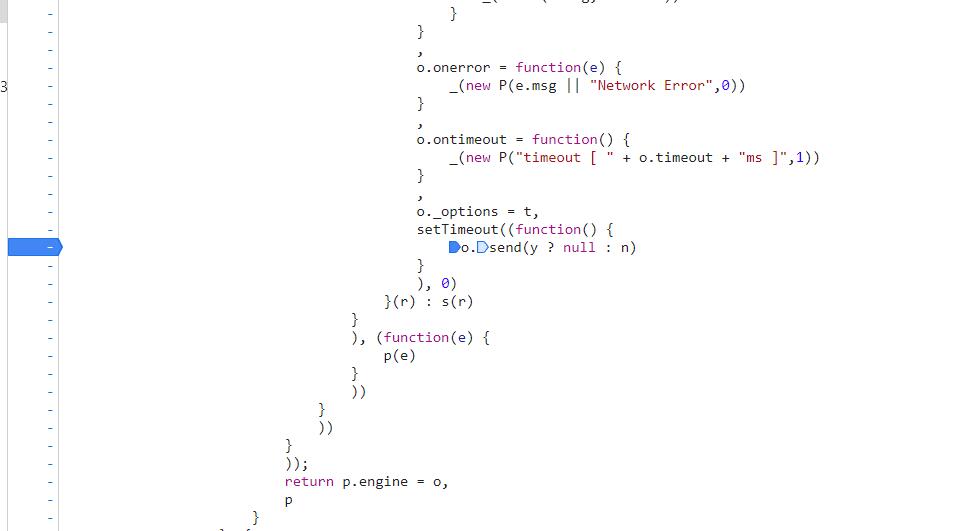 }
}
,
o.onerror = function(e) {
3
_(new P(e.msg || "Network Error",0))
}
,
o.ontimeout = function() {
_(new P("timeout [ " + o.timeout + "ms ]",1))
}
,
o._options = t,
setTimeout((function() {
- o.send(y ? null : n)
}
), 0)
}(r) : s(r)
}
), (function(e) {
p(e)
}
))
}
))
}
));
return p.engine = o,
p
}